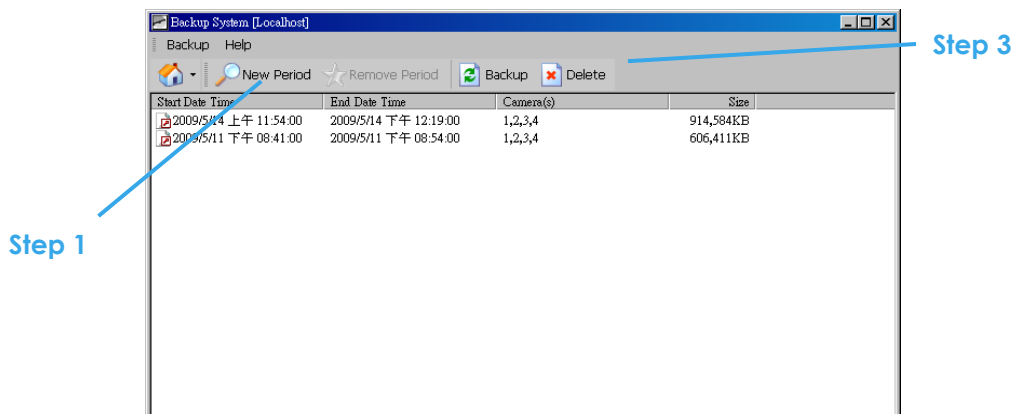 Backup System [Localhost]
Backup Help
Step 3
New Period Remove Period Backup Delete
Start Date Time End Date Time Camera(s) Size
2009/5/14 上午 11:54:00 2009/5/14 下午 12:19:00 1,2,3,4 914,584KB
2009/5/11 下午 08:41:00 2009/5/11 下午 08:54:00 1,2,3,4 606,411KB
Step 1